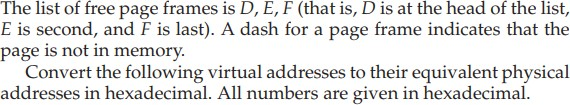 The list of free page frames is D, E, F (that is, D is at the head of the list,
E is second, and F is last). A dash for a page frame indicates that the
page is not in memory.
Convert the following virtual addresses to their equivalent physical
addresses in hexadecimal. All numbers are given in hexadecimal.